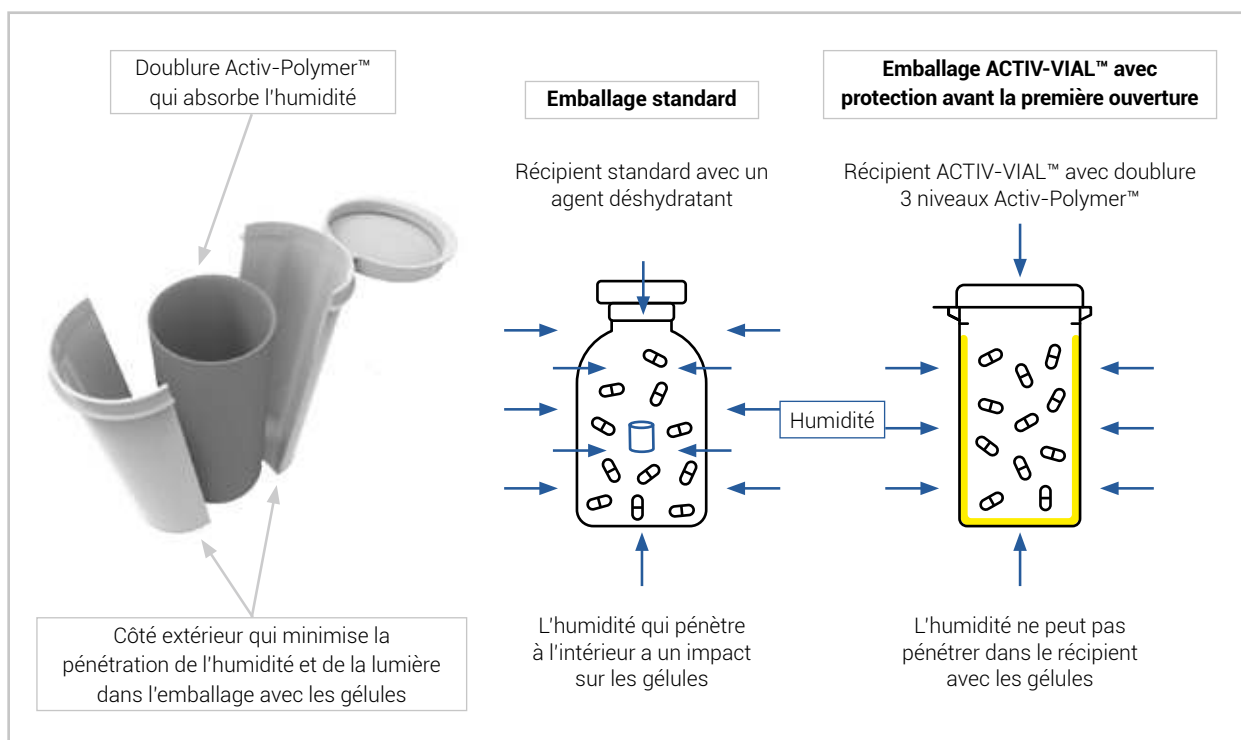 Doublure Activ-Polymer™
qui absorbe l'humidité
Côté extérieur qui minimise la
pénétration de l'humidité et de la lumière
dans l'emballage avec les gélules
Emballage standard
Récipient standard avec un
agent déshydratant
L'humidité qui pénètre
à l'intérieur a un impact
sur les gélules
Humidité
Emballage ACTIV-VIAL™ avec
protection avant la première ouverture
Récipient ACTIV-VIAL™ avec doublure
3 niveaux Activ-Polymer™
L'humidité ne peut pas
pénétrer dans le récipient
avec les gélules